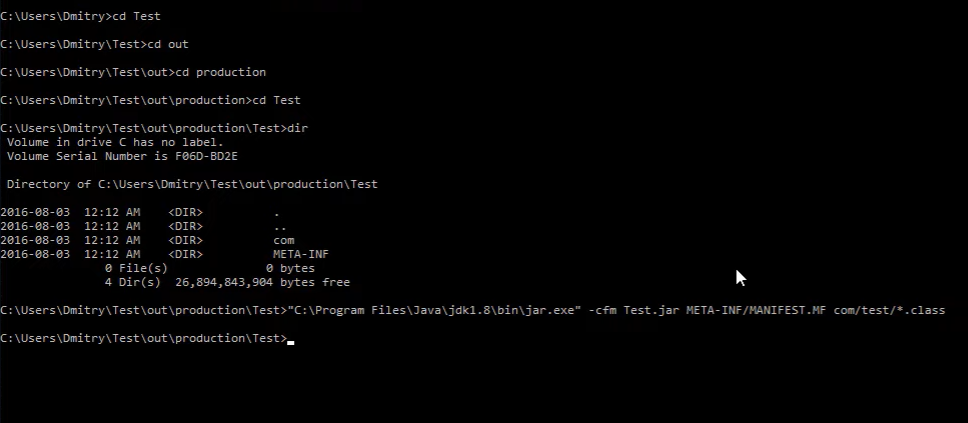 C:\Users\Dmitry>cd Test
C:\Users\Dmitry\Test>cd out
C:\Users\Dmitry\Test\out>cd production
C:\Users\Dmitry\Test\out\production>cd Test
C:\Users\Dmitry\Test\out\production\Test>dir
 Volume in drive C has no label.
 Volume Serial Number is F06D-BD2E
 Directory of C:\Users\Dmitry\Test\out\production\Test
2016-08-03  12:12 AM    <DIR>          .
2016-08-03  12:12 AM    <DIR>          ..
2016-08-03  12:12 AM    <DIR>          com
2016-08-03  12:12 AM    <DIR>          META-INF
               0 File(s)              0 bytes
               4 Dir(s)  26,894,843,904 bytes free
C:\Users\Dmitry\Test\out\production\Test>"C:\Program Files\Java\jdk1.8\bin\jar.exe" -cfm Test.jar META-INF/MANIFEST.MF com/test/*.class
C:\Users\Dmitry\Test\out\production\Test>